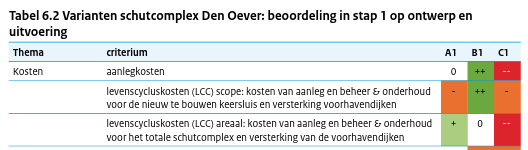 Tabel 6.2 Varianten schutcomplex Den Oever: beoordeling in stap 1 op ontwerp en
uitvoering
Thema criterium A1 B1 C1
Kosten aanlegkosten 0 ++ --
levenscycluskosten (LCC) scope: kosten van aanleg en beheer & onderhoud - ++ -
voor de nieuw te bouwen keersluis en versterking voorhavendijken
levenscycluskosten (LCC) areaal: kosten van aanleg en beheer & onderhoud + 0 --
voor het totale schutcomplex en versterking van de voorhavendijken